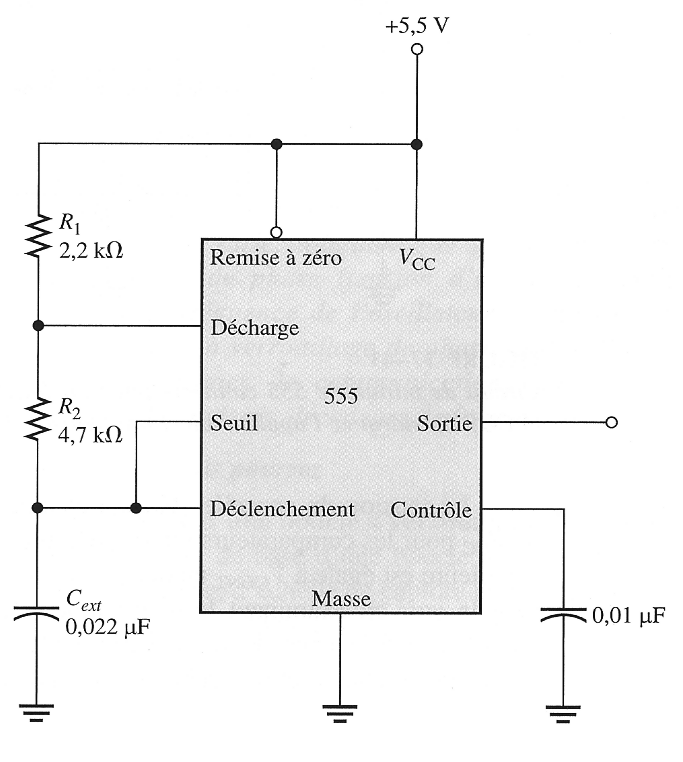 +5,5 V
R1
2,2 kΩ
Remise à zéro
VCC
Décharge
R2
4,7 kΩ
555
Seuil
Sortie
Déclenchement
Contrôle
Cext
0,022 µF
Masse
0,01 µF